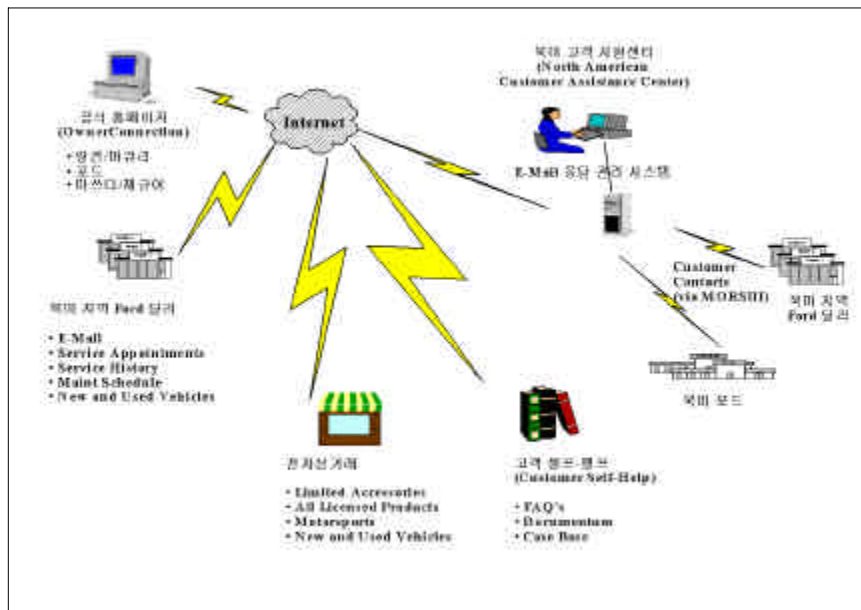 공식 홈페이지
(OwnerConnection)
• 링컨/머큐리
• 포드
• 마쓰다/재규어
Internet
북미 고객 지원센터
(North American
Customer Assistance Center)
E-Mail 응답 관리 시스템
북미 지역 Ford 딜러
• E-Mail
• Service Appointments
• Service History
• Maint Schedule
• New and Used Vehicles
Customer
Contacts
(via MORSIII)
북미 지역
Ford 딜러
북미 포드
전자상거래
• Limited Accessories
• All Licensed Products
• Motorsports
• New and Used Vehicles
고객 셀프-헬프
(Customer Self-Help)
• FAQ's
• Documentum
• Case Base